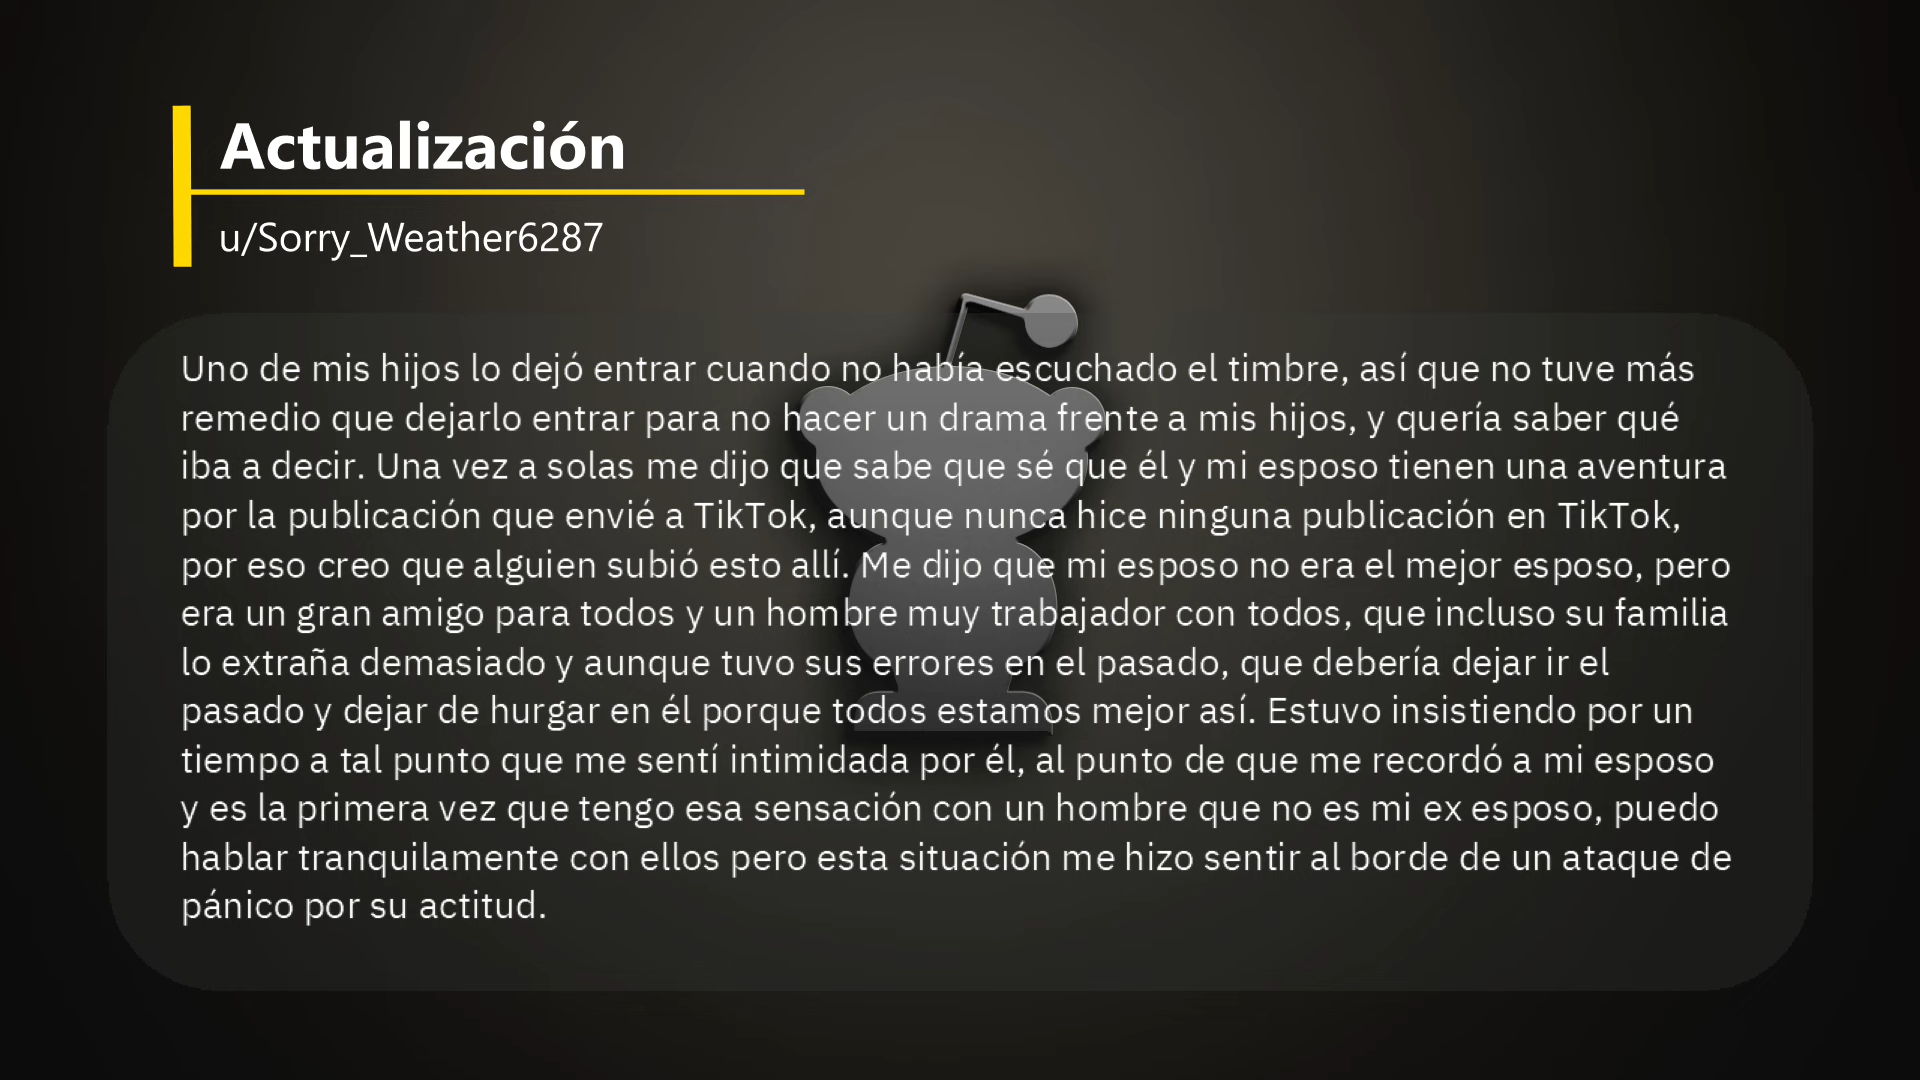 Actualización
u/Sorry_Weather6287
Uno de mis hijos lo dejó entrar cuando no había escuchado el timbre, así que no tuve más
remedio que dejarlo entrar para no hacer un drama frente a mis hijos, y quería saber qué
iba a decir. Una vez a solas me dijo que sabe que sé que él y mi esposo tienen una aventura
por la publicación que envié a TikTok, aunque nunca hice ninguna publicación en TikTok,
por eso creo que alguien subió esto allí. Me dijo que mi esposo no era el mejor esposo, pero
era un gran amigo para todos y un hombre muy trabajador con todos, que incluso su familia
lo extraña demasiado y aunque tuvo sus errores en el pasado, que debería dejar ir el
pasado y dejar de hurgar en él porque todos estamos mejor así. Estuvo insistiendo por un
tiempo a tal punto que me sentí intimidada por él, al punto de que me recordó a mi esposo
y es la primera vez que tengo esa sensación con un hombre que no es mi ex esposo, puedo
hablar tranquilamente con ellos pero esta situación me hizo sentir al borde de un ataque de
pánico por su actitud.